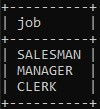 +----------+
| job      |
+----------+
| SALESMAN |
| MANAGER  |
| CLERK    |
+----------+